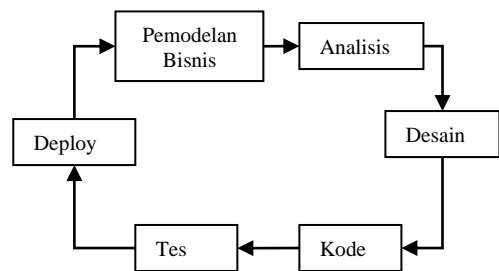 Pemodelan
Bisnis
Analisis
Desain
Kode
Tes
Deploy